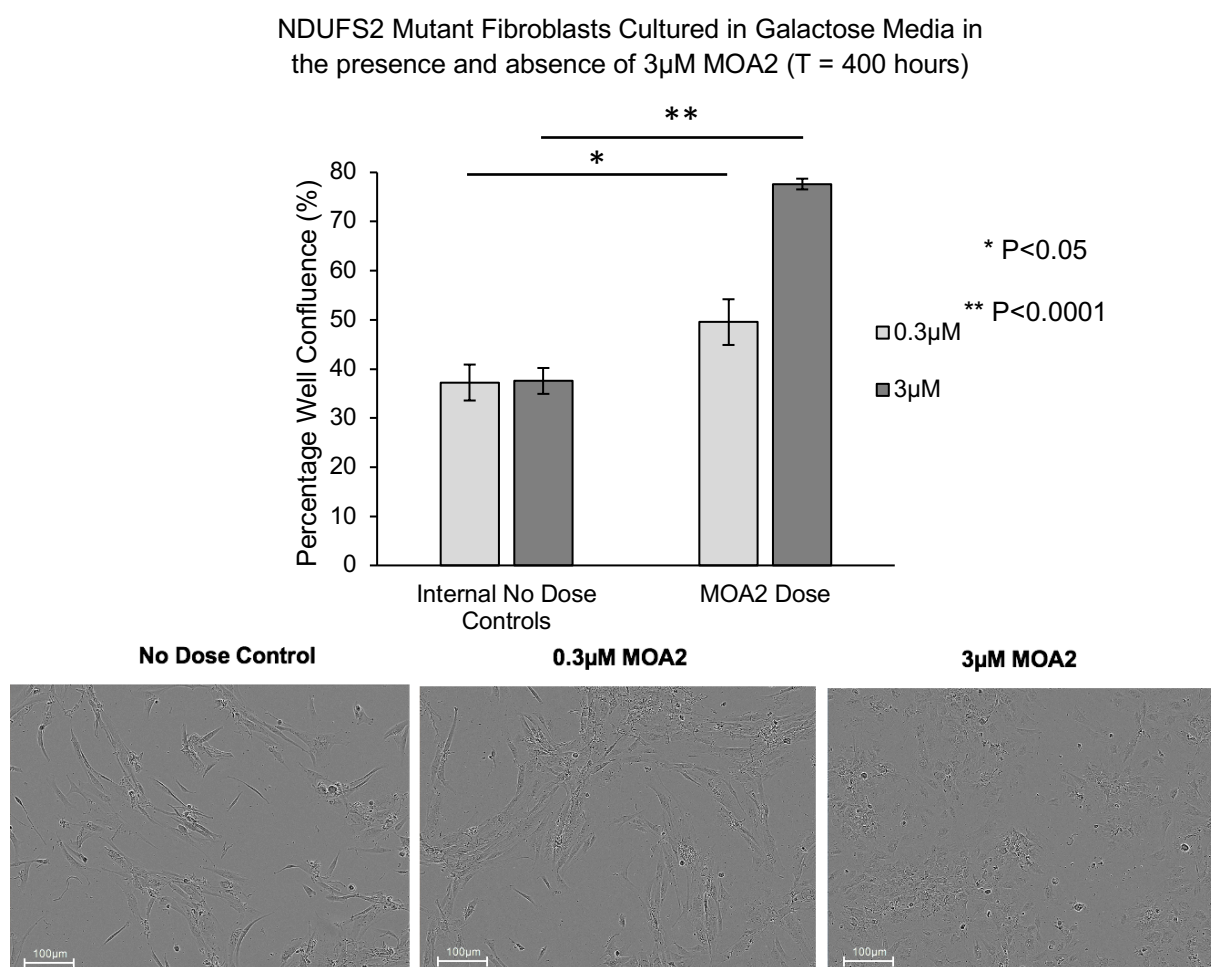 NDUFS2 Mutant Fibroblasts Cultured in Galactose Media in
the presence and absence of 3µM MOA2 (T = 400 hours)
**
*
Percentage Well Confluence (%)
80
70
60
50
40
30
20
10
0
* P<0.05
** P<0.0001
0.3µM
3µM
Internal No Dose
Controls
MOA2 Dose
No Dose Control
0.3µM MOA2
3µM MOA2
100µm
100µm
100µm